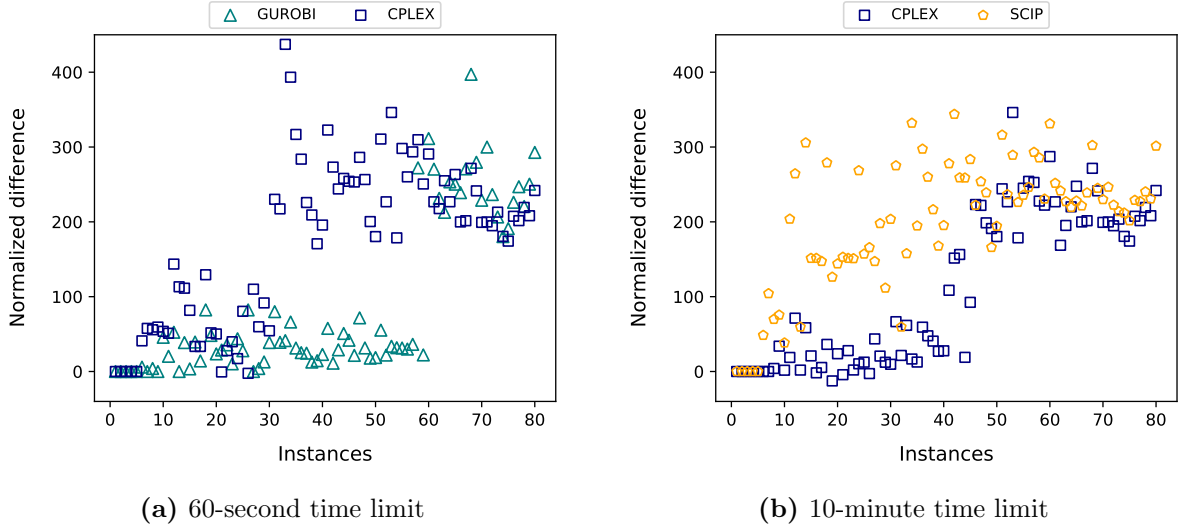 GUROBI CPLEX
400
300
200
100
0
Normalized difference
0 10 20 30 40 50 60 70 80
Instances
(a) 60-second time limit
CPLEX SCIP
400
300
200
100
0
Normalized difference
0 10 20 30 40 50 60 70 80
Instances
(b) 10-minute time limit